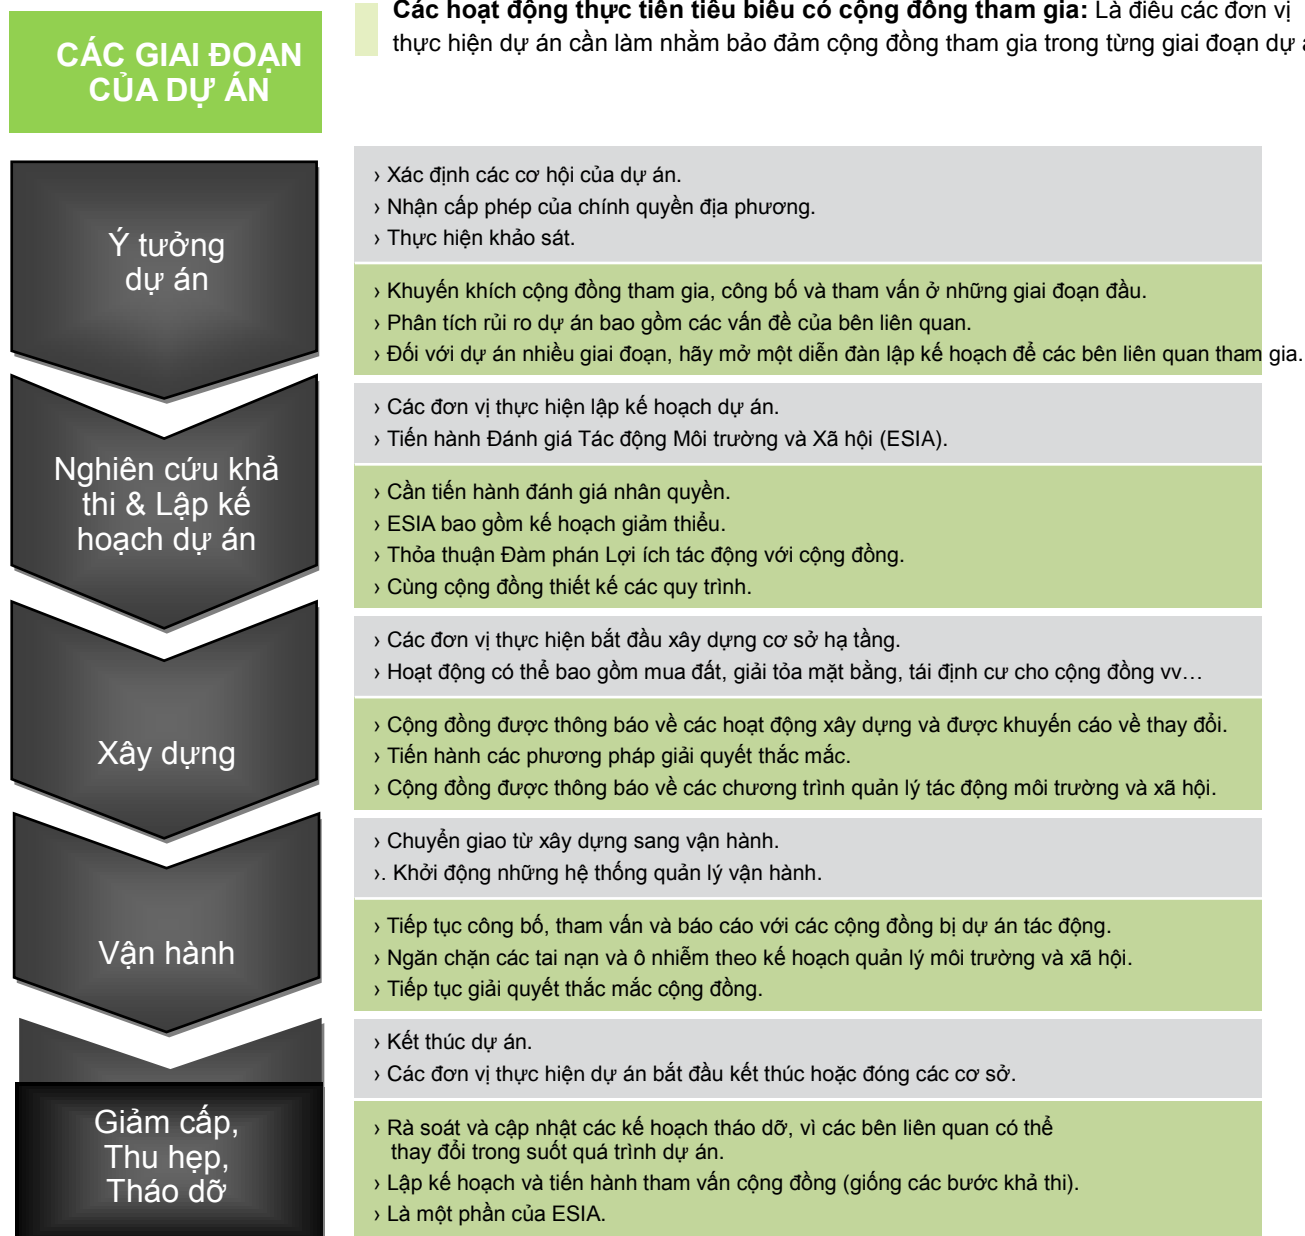 Các hoạt động thực tiễn tiêu biểu có cộng đồng tham gia: Là điều các đơn vị
thực hiện dự án cần làm nhằm bảo đảm cộng đồng tham gia trong từng giai đoạn dự
CÁC GIAI ĐOẠN
CỦA DỰ ÁN
Ý tưởng
dự án
› Xác định các cơ hội của dự án.
› Nhận cấp phép của chính quyền địa phương.
› Thực hiện khảo sát.
› Khuyến khích cộng đồng tham gia, công bố và tham vấn ở những giai đoạn đầu.
› Phân tích rủi ro dự án bao gồm các vấn đề của bên liên quan.
› Đối với dự án nhiều giai đoạn, hãy mở một diễn đàn lập kế hoạch để các bên liên quan tham gia.
Nghiên cứu khả
thi & Lập kế
hoạch dự án
› Các đơn vị thực hiện lập kế hoạch dự án.
› Tiến hành Đánh giá Tác động Môi trường và Xã hội (ESIA).
› Cần tiến hành đánh giá nhân quyền.
› ESIA bao gồm kế hoạch giảm thiểu.
› Thỏa thuận Đàm phán Lợi ích tác động với cộng đồng.
› Cùng cộng đồng thiết kế các quy trình.
Xây dựng
› Các đơn vị thực hiện bắt đầu xây dựng cơ sở hạ tầng.
› Hoạt động có thể bao gồm mua đất, giải tỏa mặt bằng, tái định cư cho cộng đồng vv…
› Cộng đồng được thông báo về các hoạt động xây dựng và được khuyến cáo về thay đổi.
› Tiến hành các phương pháp giải quyết thắc mắc.
› Cộng đồng được thông báo về các chương trình quản lý tác động môi trường và xã hội.
Vận hành
› Chuyển giao từ xây dựng sang vận hành.
›. Khởi động những hệ thống quản lý vận hành.
› Tiếp tục công bố, tham vấn và báo cáo với các cộng đồng bị dự án tác động.
› Ngăn chặn các tai nạn và ô nhiễm theo kế hoạch quản lý môi trường và xã hội.
› Tiếp tục giải quyết thắc mắc cộng đồng.
Giảm cấp,
Thu hẹp,
Tháo dỡ
› Kết thúc dự án.
› Các đơn vị thực hiện dự án bắt đầu kết thúc hoặc đóng các cơ sở.
› Rà soát và cập nhật các kế hoạch tháo dỡ, vì các bên liên quan có thể
thay đổi trong suốt quá trình dự án.
› Lập kế hoạch và tiến hành tham vấn cộng đồng (giống các bước khả thi).
› Là một phần của ESIA.